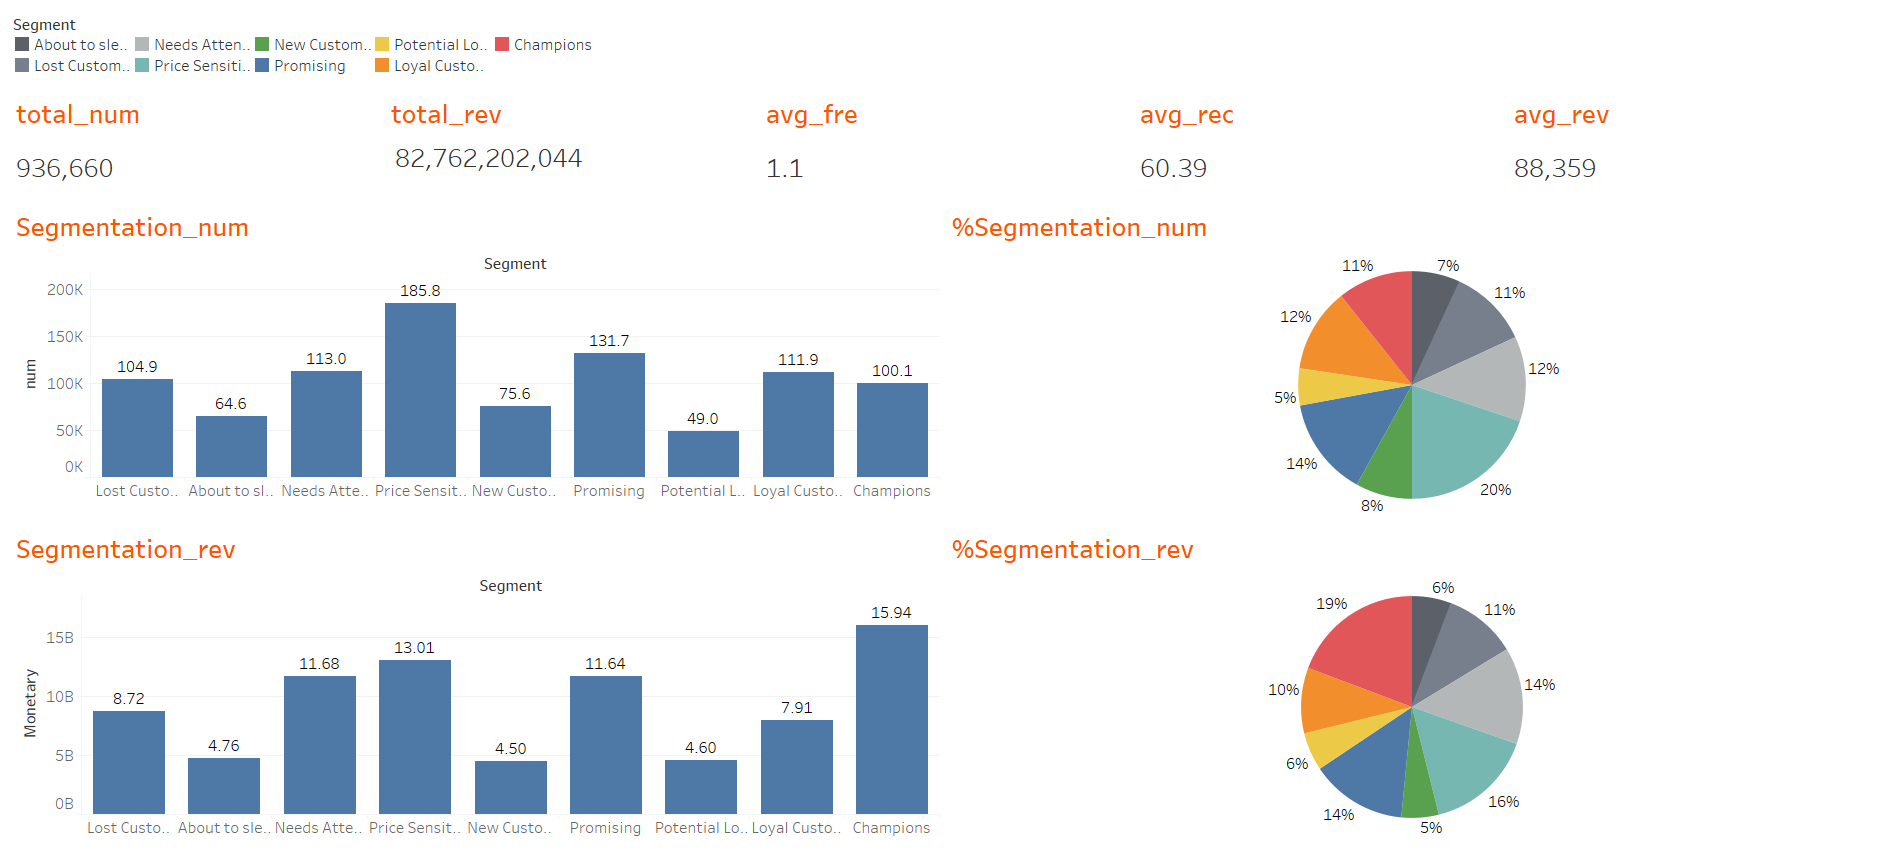 Segment
About to sle.. Needs Atten.. New Custom.. Potential Lo.. Champions
Lost Custom.. Price Sensiti.. Promising Loyal Custo..
total_num total_rev avg_fre avg_rec avg_rev
936,660 82,762,202,044 1.1 60.39 88,359
Segmentation_num
Segment
200K
150K
100K
50K
0K
num
104.9 64.6 113.0 185.8 75.6 131.7 49.0 111.9 100.1
Lost Custo.. About to sl.. Needs Atte.. Price Sensit.. New Custo.. Promising Potential L.. Loyal Custo.. Champions
%Segmentation_num
7%
11%
12%
20%
8%
14%
5%
12%
11%
Segmentation_rev
Segment
15B
10B
5B
0B
Monetary
8.72 4.76 11.68 13.01 4.50 11.64 4.60 7.91 15.94
Lost Custo.. About to sle.. Needs Atte.. Price Sensit.. New Custo.. Promising Potential Lo.. Loyal Custo.. Champions
%Segmentation_rev
6%
11%
14%
16%
5%
14%
6%
10%
19%